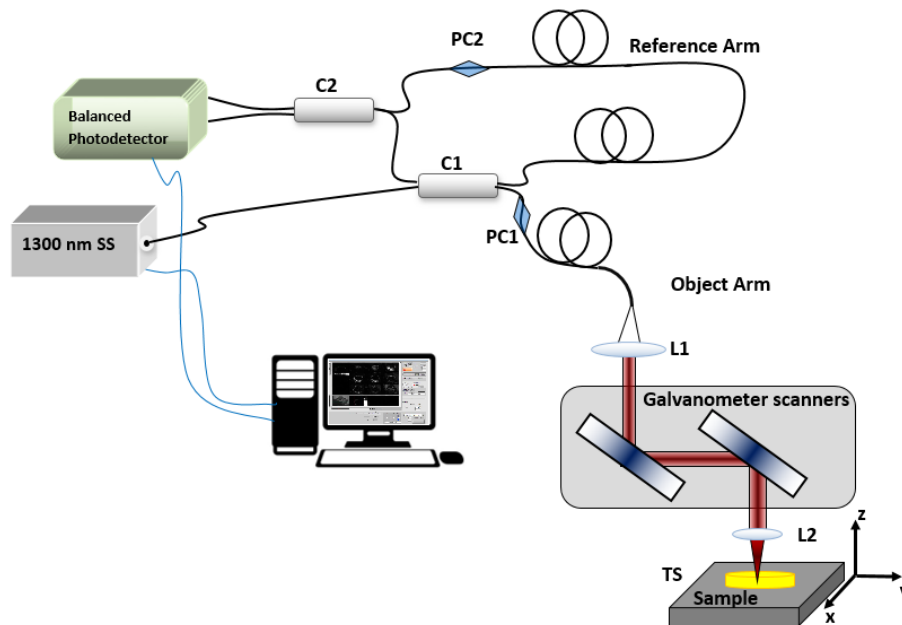 PC2
Reference Arm
C2
Balanced
Photodetector
C1
1300 nm SS
PC1
Object Arm
L1
Galvanometer scanners
L2
z
TS
Sample
x